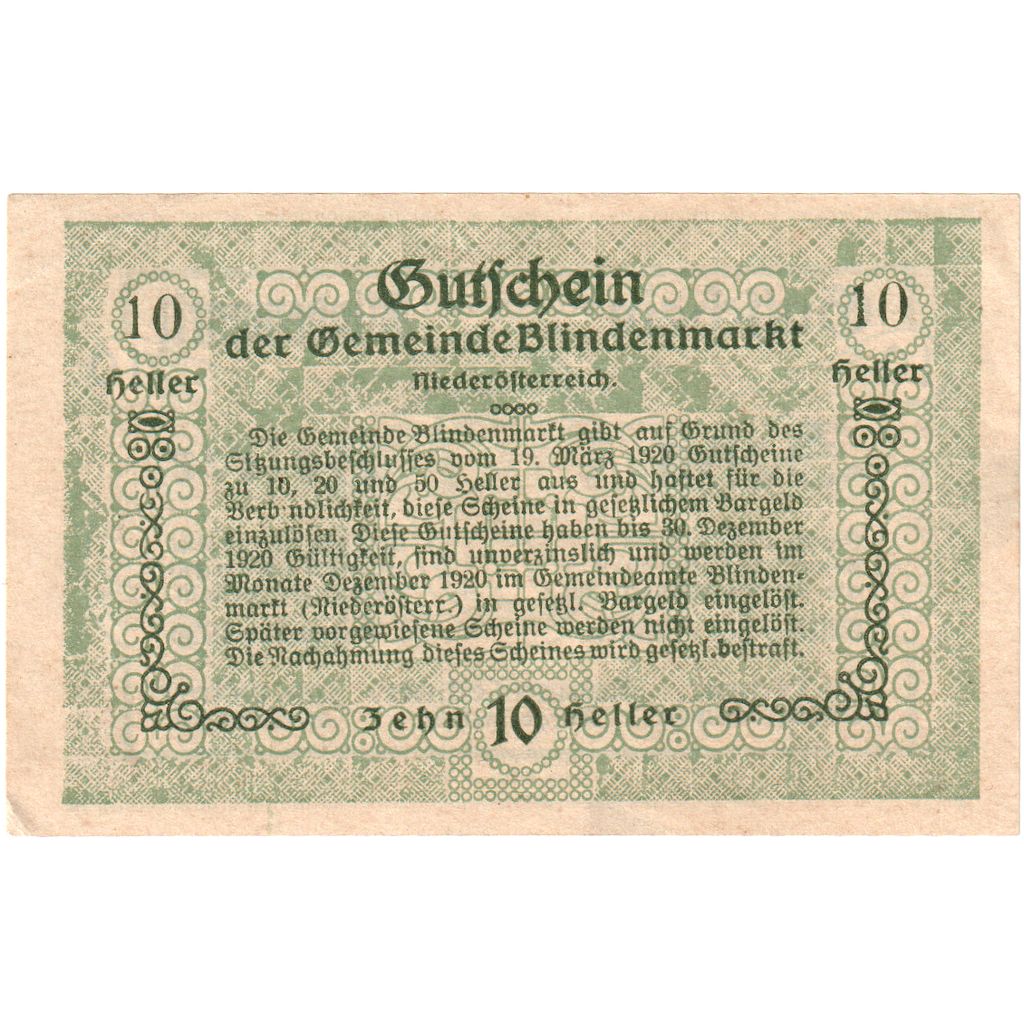 Gutschein
10 10
der Gemeinde Blindenmarkt
Heller Heller
Niederösterreich.
Die Gemeinde Blindenmarkt gibt auf Grund des
Sitzungsbeschlusses vom 19. März 1920 Gutscheine
zu 10, 20 und 50 Heller aus und haftet für die
Verb ndlichkeit, diese Scheine in gesetzlichem Bargeld
einzulösen. Diese Gutscheine haben bis 30. Dezember
1920 Gültigkeit, sind unverzinslich und werden im
Monate Dezember 1920 im Gemeindeamte Blinden-
markt (Niederösterr.) in gesetzl. Bargeld eingelöst.
Später vorgewiesene Scheine werden nicht eingelöst.
Die Nachahmung dieses Scheines wird gesetzl. bestraft.
Zehn 10 Heller